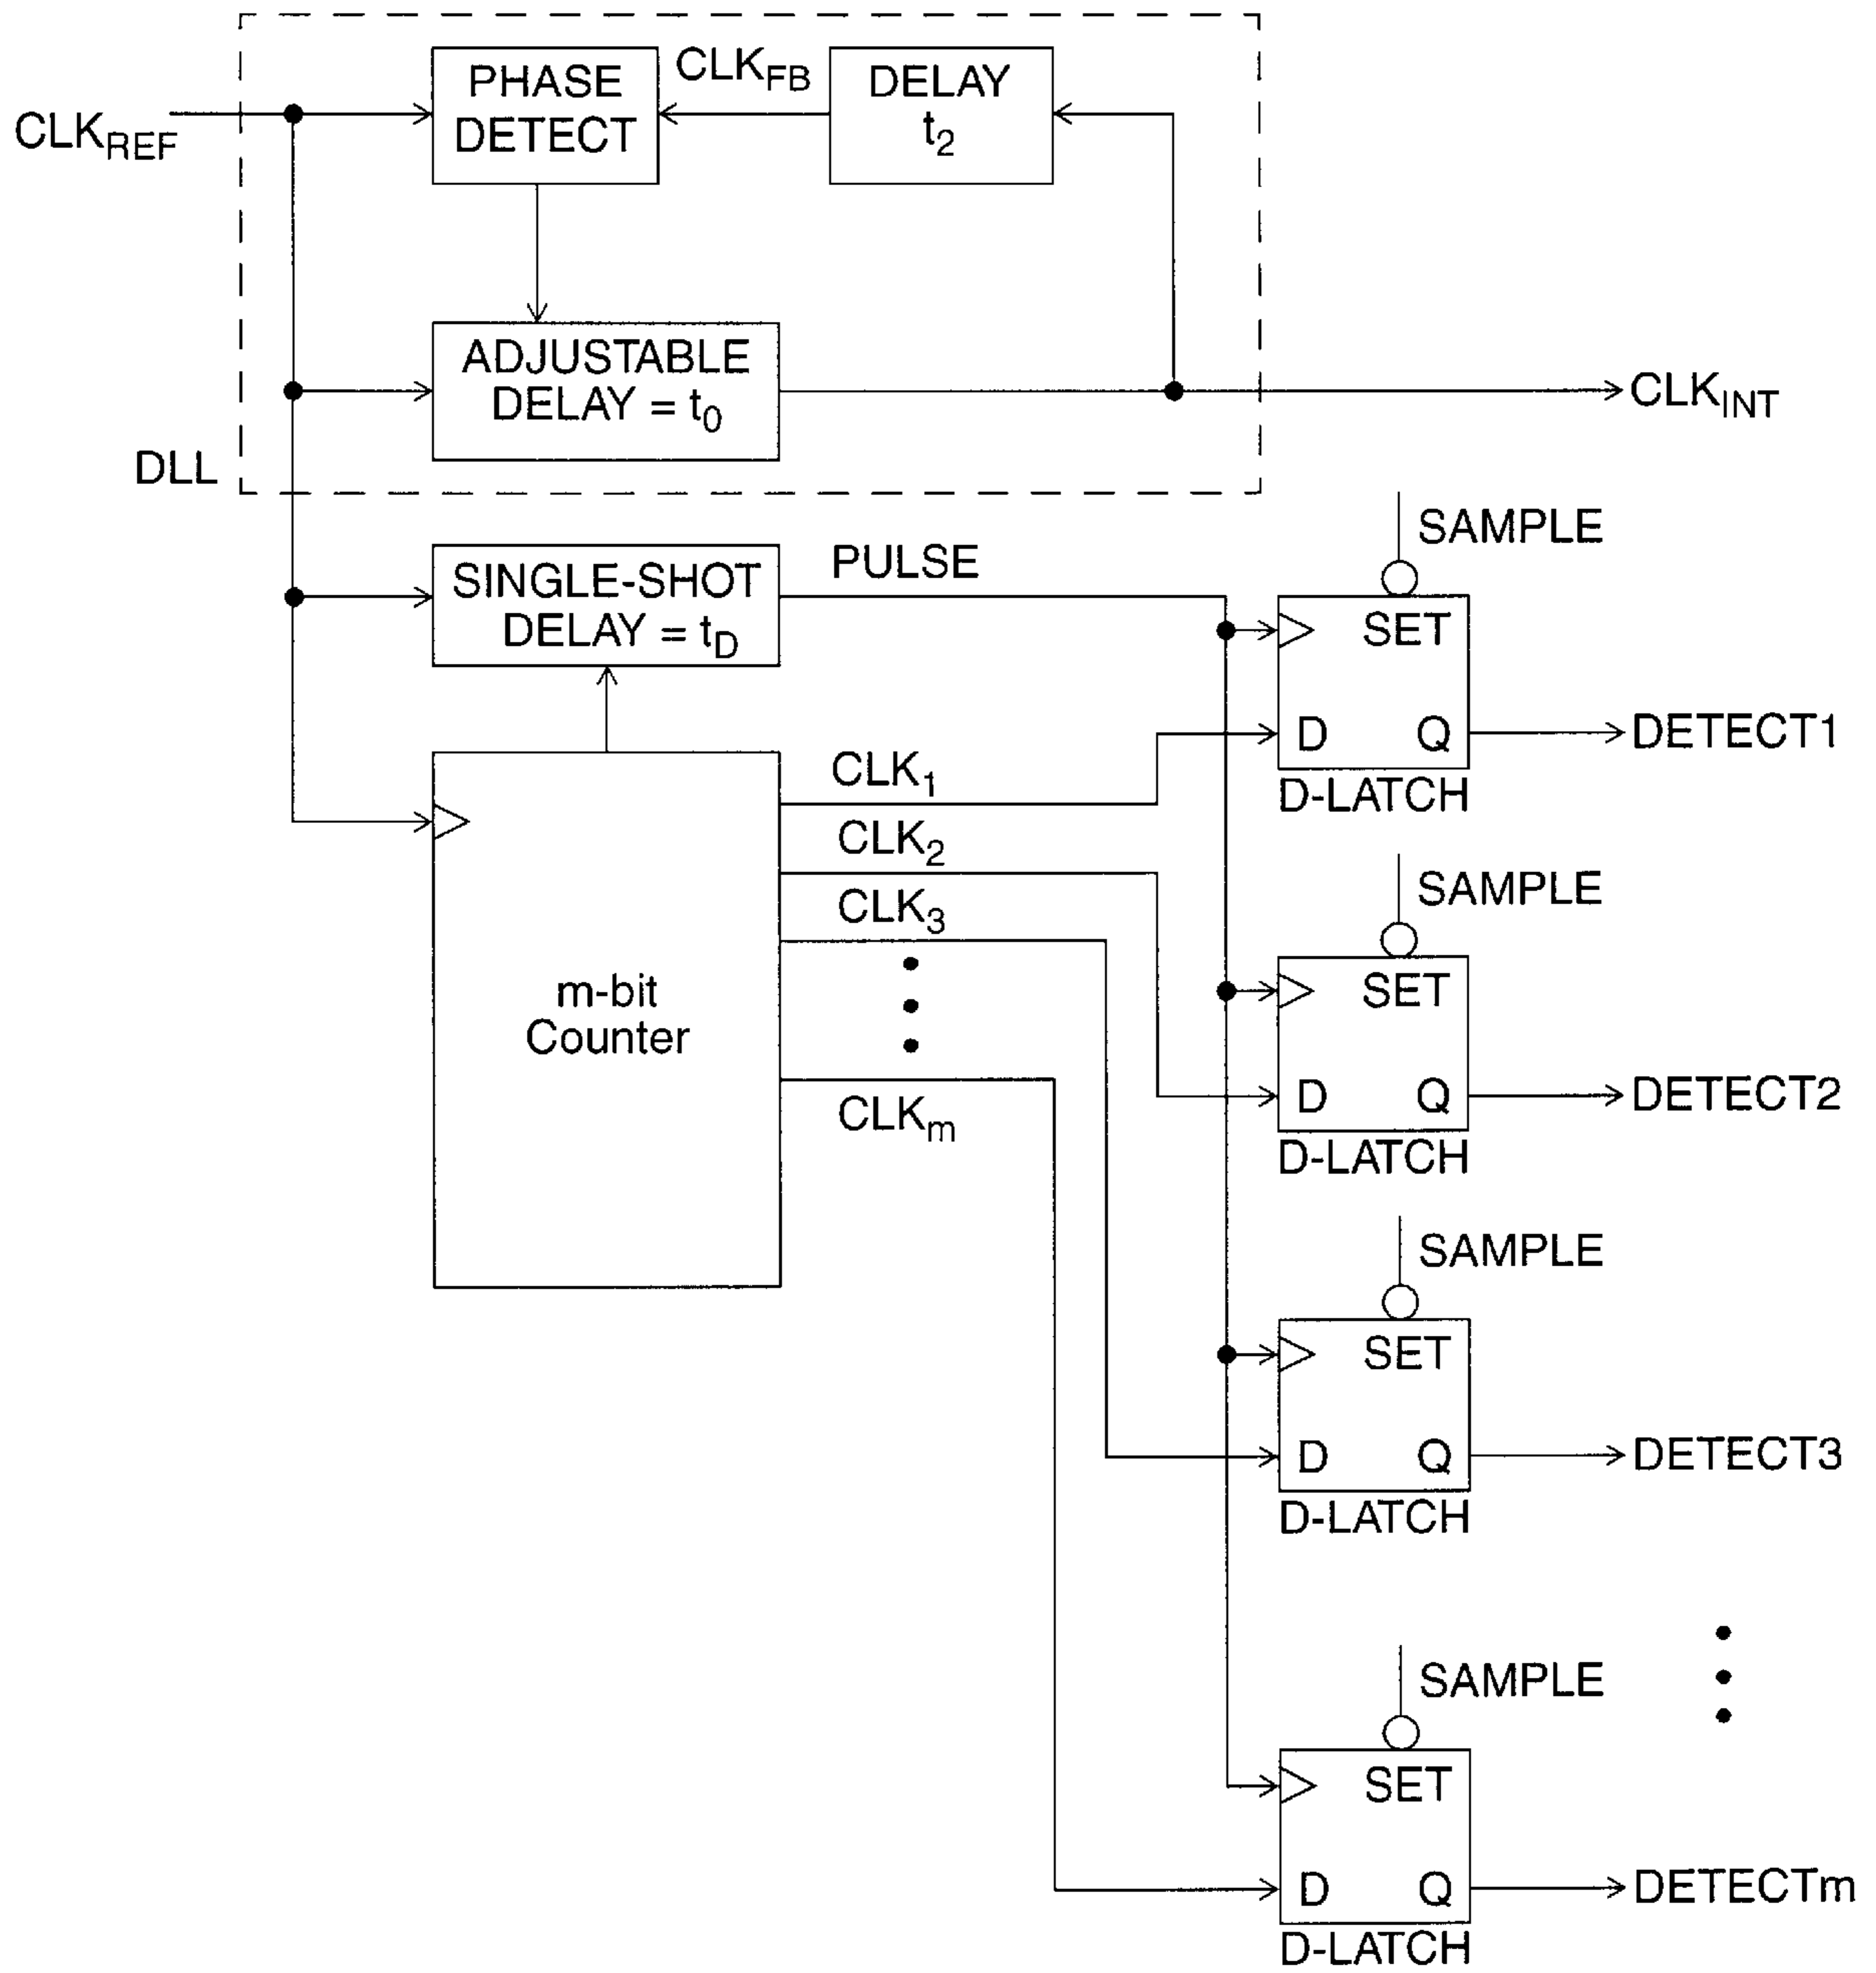 CLKREF
PHASE
DETECT
CLKFB
DELAY
t2
ADJUSTABLE
DELAY = t0
CLKINT
DLL
SINGLE-SHOT
DELAY = tD
PULSE
SAMPLE
SET
D Q
DETECT1
D-LATCH
m-bit
Counter
CLK1
CLK2
CLK3
CLKm
SAMPLE
SET
D Q
DETECT2
D-LATCH
SAMPLE
SET
D Q
DETECT3
D-LATCH
SAMPLE
SET
D Q
DETECTm
D-LATCH